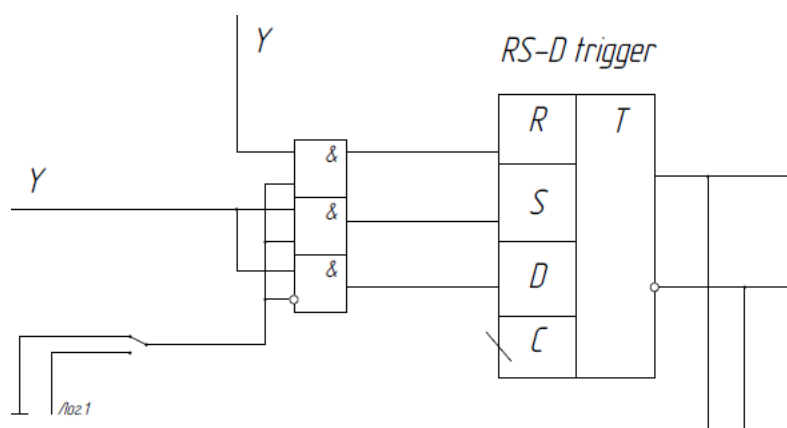 Y
RS-D trigger
& R T
Y
& S
& D
C
Лог.1